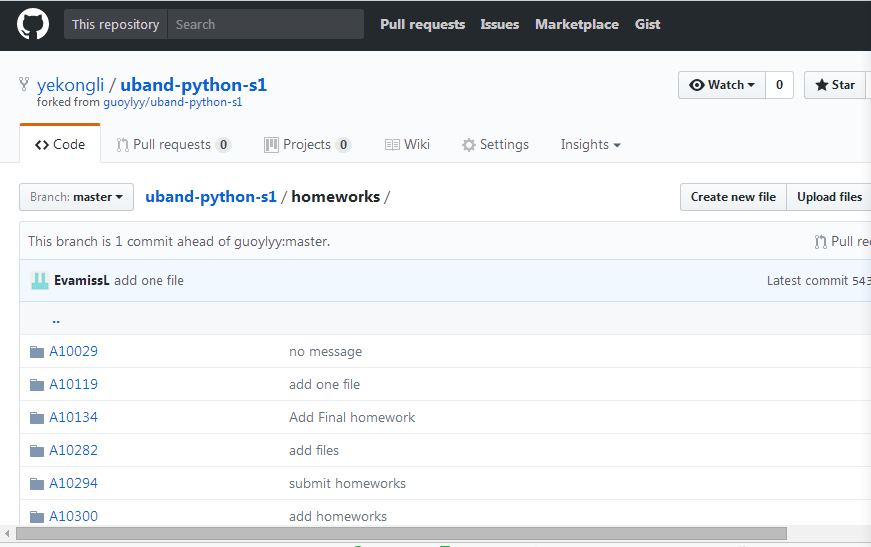 This repository Search Pull requests Issues Marketplace Gist
yekongli / uband-python-s1 Watch 0 Star
forked from guoylyy/uband-python-s1
Code Pull requests 0 Projects 0 Wiki Settings Insights
Branch: master uband-python-s1 / homeworks / Create new file Upload files
This branch is 1 commit ahead of guoylyy:master. Pull re
EvamissL add one file Latest commit 543
..
A10029 no message
A10119 add one file
A10134 Add Final homework
A10282 add files
A10294 submit homeworks
A10300 add homeworks